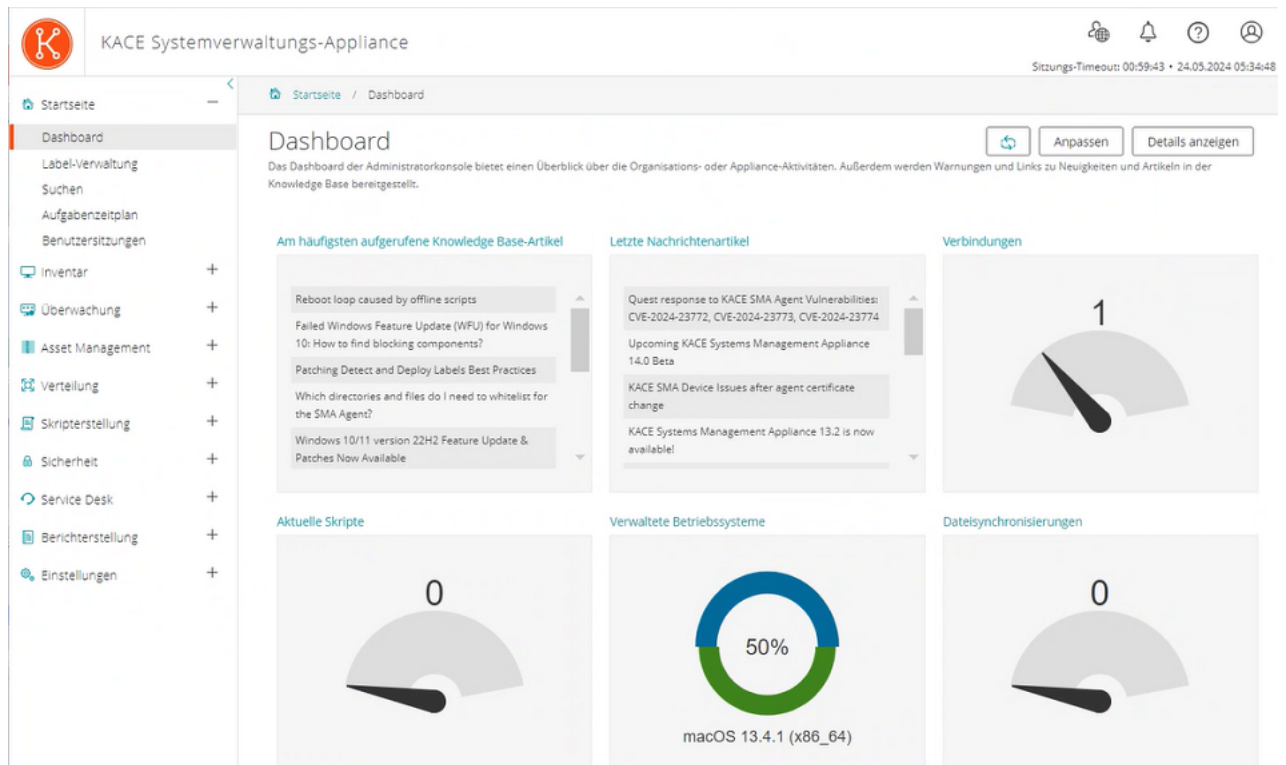 KACE Systemverwaltungs-Appliance
Sitzungs-Timeout: 00:59:43 • 24.05.2024 05:34:48
Startseite
Dashboard
Label-Verwaltung
Suchen
Aufgabenzeitplan
Benutzersitzungen
Inventar
Überwachung
Asset Management
Verteilung
Skripterstellung
Sicherheit
Service Desk
Berichterstellung
Einstellungen
Startseite / Dashboard
Dashboard
Anpassen
Details anzeigen
Das Dashboard der Administratorkonsole bietet einen Überblick über die Organisations- oder Appliance-Aktivitäten. Außerdem werden Warnungen und Links zu Neuigkeiten und Artikeln in der
Knowledge Base bereitgestellt.
Am häufigsten aufgerufene Knowledge Base-Artikel
Reboot loop caused by offline scripts
Failed Windows Feature Update (WFU) for Windows
10: How to find blocking components?
Patching Detect and Deploy Labels Best Practices
Which directories and files do I need to whitelist for
the SMA Agent?
Windows 10/11 version 22H2 Feature Update &
Patches Now Available
Letzte Nachrichtenartikel
Quest response to KACE SMA Agent Vulnerabilities:
CVE-2024-23772, CVE-2024-23773, CVE-2024-23774
Upcoming KACE Systems Management Appliance
14.0 Beta
KACE SMA Device Issues after agent certificate
change
KACE Systems Management Appliance 13.2 is now
available!
Verbindungen
1
Aktuelle Skripte
0
Verwaltete Betriebssysteme
50%
macOS 13.4.1 (x86_64)
Dateisynchronisierungen
0